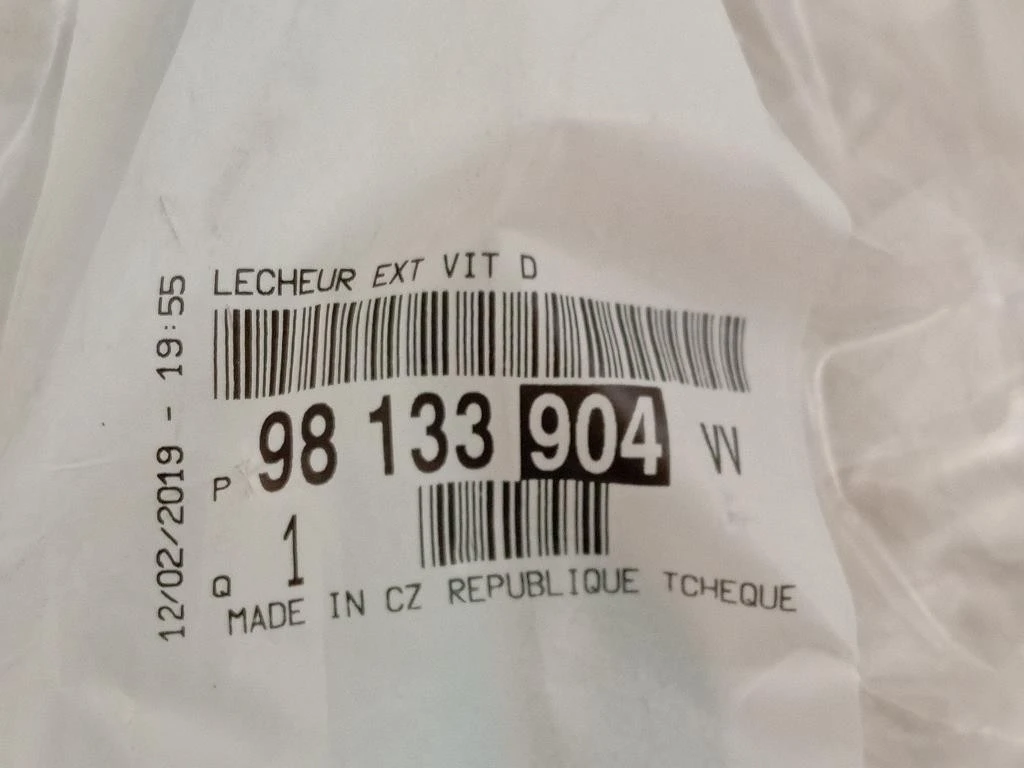 LECHEUR EXT VIT D
P 98 133 904 VV
Q 1
MADE IN CZ REPUBLIQUE TCHEQUE
12/02/2019 - 19:55